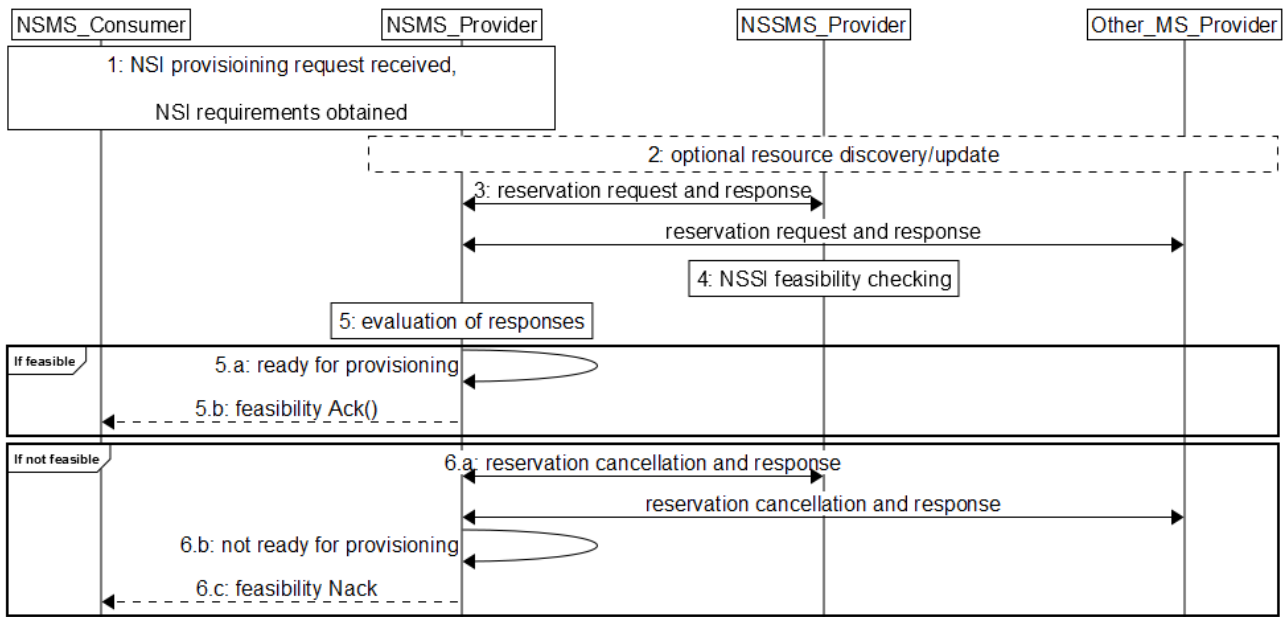 NSMS_Consumer
NSMS_Provider
NSSMS_Provider
Other_MS_Provider
1: NSI provisioining request received,
NSI requirements obtained
2: optional resource discovery/update
3: reservation request and response
reservation request and response
4: NSSI feasibility checking
5: evaluation of responses
If feasible
5.a: ready for provisioning
5.b: feasibility Ack()
If not feasible
6.a: reservation cancellation and response
reservation cancellation and response
6.b: not ready for provisioning
6.c: feasibility Nack